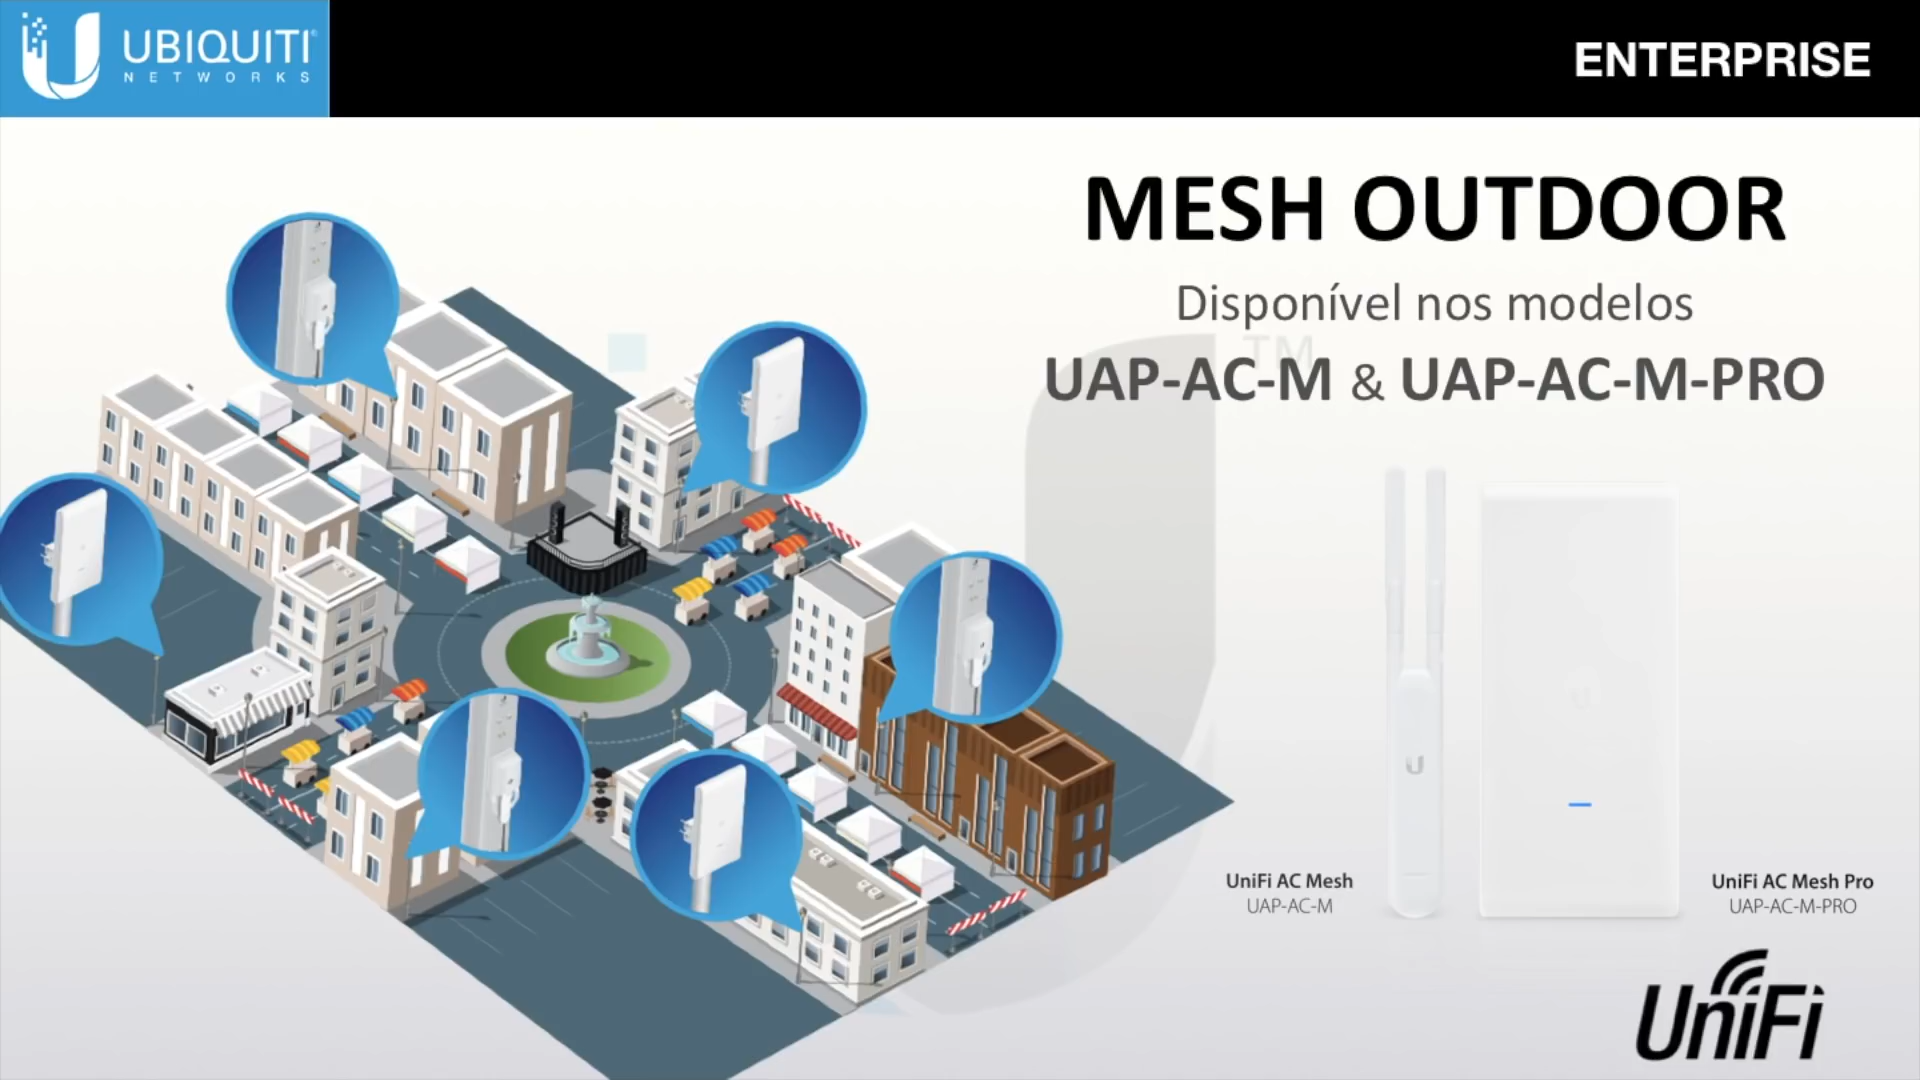 UBIQUITI
NETWORKS
ENTERPRISE
MESH OUTDOOR
Disponível nos modelos
TM
UAP-AC-M & UAP-AC-M-PRO
UniFi AC Mesh
UAP-AC-M
UniFi AC Mesh Pro
UAP-AC-M-PRO
UniFi